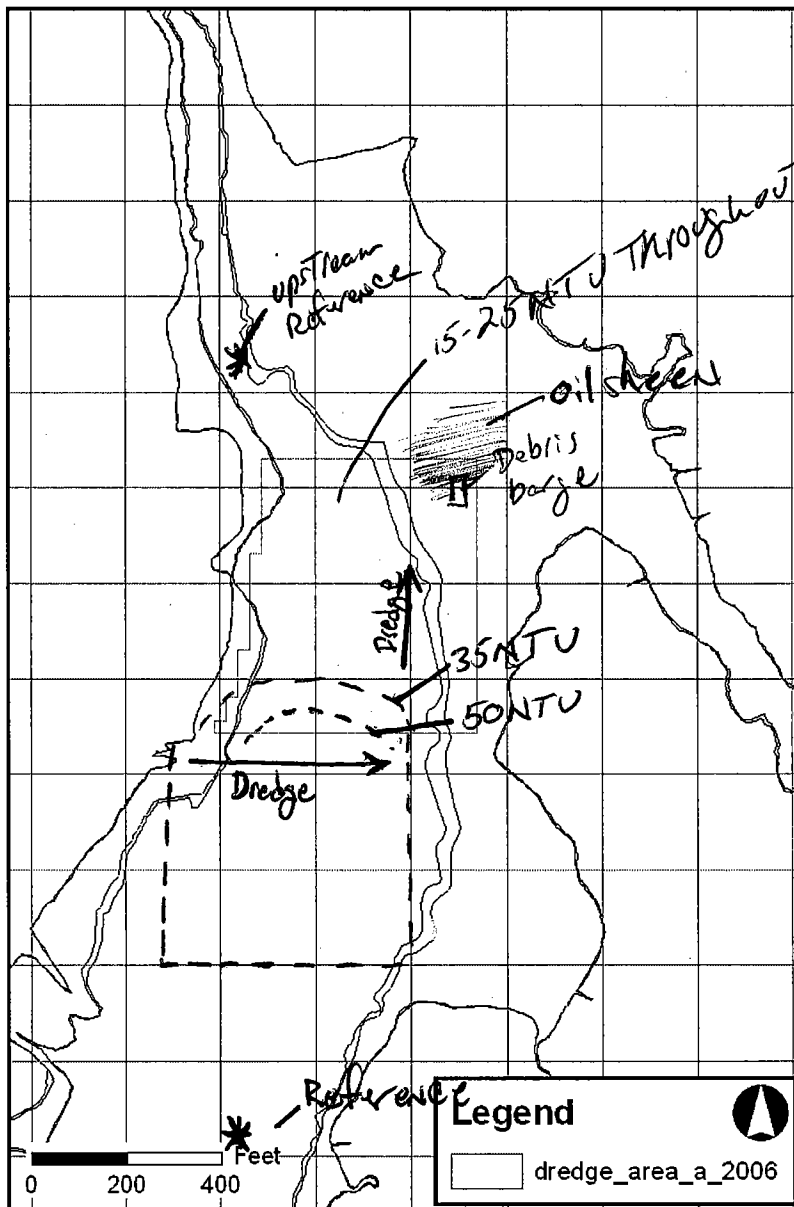 upstream
Reference
15-25 NTU Throughout
oil sheen
Debris
barge
Dredge
35 NTU
50 NTU
Dredge
Reference
Legend
Feet
0 200 400
dredge_area_a_2006